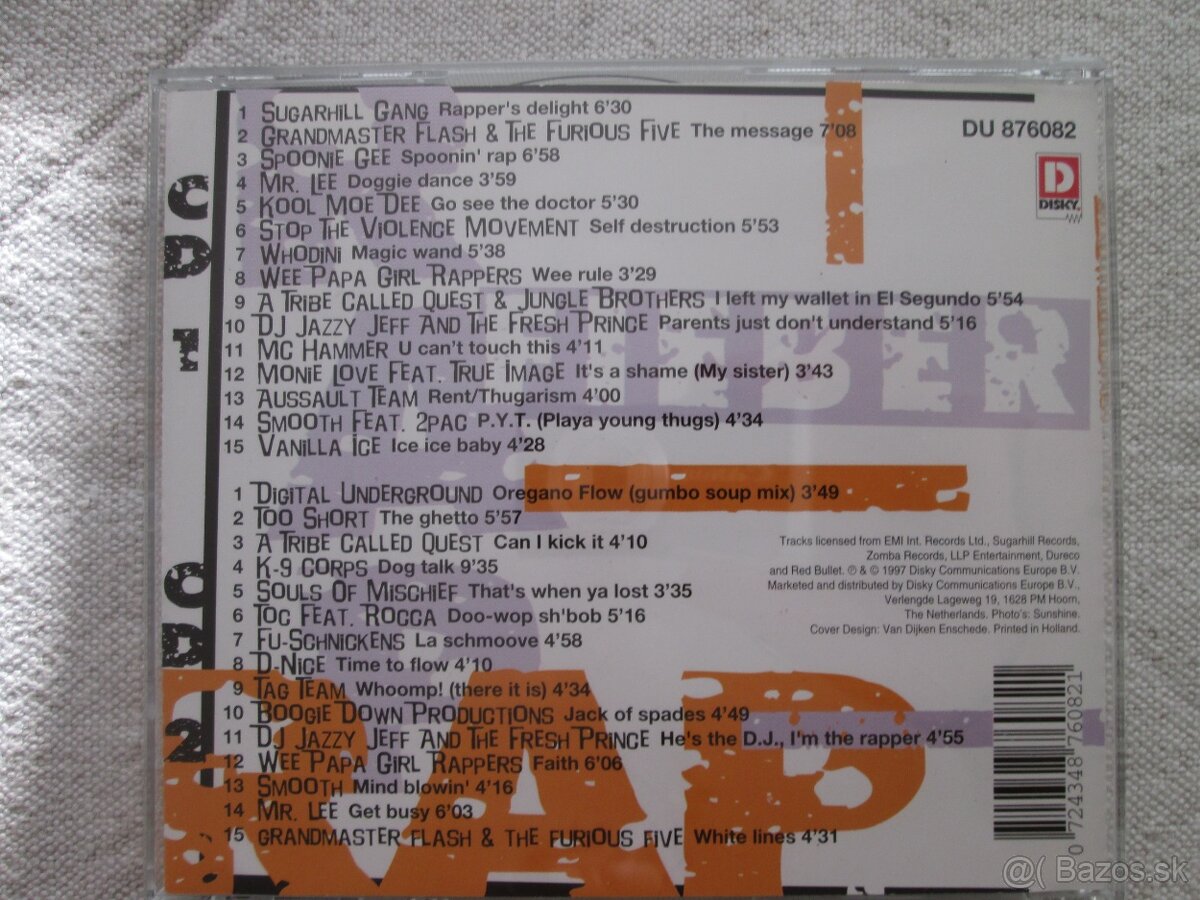 1 SUGARHILL GANG Rapper's delight 6'30
2 GRANDMASTER FLASH & THE FURIOUS FIVE The message 7'08
3 SPOONIE GEE Spoonin' rap 6'58
4 MR. LEE Doggie dance 3'59
5 KOOL MOE DEE Go see the doctor 5'30
6 STOP THE VIOLENCE MOVEMENT Self destruction 5'53
7 WHODINI Magic wand 5'38
8 WEE PAPA GIRL RAPPERS Wee rule 3'29
9 A TRIBE CALLED QUEST & JUNGLE BROTHERS I left my wallet in El Segundo 5'54
10 DJ JAZZY JEFF AND THE FRESH PRINCE Parents just don't understand 5'16
11 MC HAMMER U can't touch this 4'11
12 MONIE LOVE FEAT. TRUE IMAGE It's a shame (My sister) 3'43
13 AUSSAULT TEAM Rent/Thugarism 4'00
14 SMOOTH FEAT. 2PAC P.Y.T. (Playa young thugs) 4'34
15 VANILLA ICE Ice ice baby 4'28
CD 1
DU 876082
D
DISKY
1 DIGITAL UNDERGROUND Oregano Flow (gumbo soup mix) 3'49
2 TOO SHORT The ghetto 5'57
3 A TRIBE CALLED QUEST Can I kick it 4'10
4 K-9 CORPS Dog talk 9'35
5 SOULS OF MISCHIEF That's when ya lost 3'35
6 TOC FEAT. ROCCA Doo-wop sh'bob 5'16
7 FU-SCHNICKENS La schmoove 4'58
8 D-NICE Time to flow 4'10
9 TAG TEAM Whoomp! (there it is) 4'34
10 BOOGIE DOWN PRODUCTIONS Jack of spades 4'49
11 DJ JAZZY JEFF AND THE FRESH PRINCE He's the D.J., I'm the rapper 4'55
12 WEE PAPA GIRL RAPPERS Faith 6'06
13 SMOOTH Mind blowin' 4'16
14 MR. LEE Get busy 6'03
15 GRANDMASTER FLASH & THE FURIOUS FIVE White lines 4'31
CD 2
Tracks licensed from EMI Int. Records Ltd., Sugarhill Records,
Zomba Records, LLP Entertainment, Dureco
and Red Bullet. ℗ & © 1997 Disky Communications Europe B.V.
Marketed and distributed by Disky Communications Europe B.V.,
Verlengde Lageweg 19, 1628 PM Hoorn,
The Netherlands. Photo's: Sunshine.
Cover Design: Van Dijken Enschede. Printed in Holland.
0 724348 760821
RAP
@( Bazos.sk